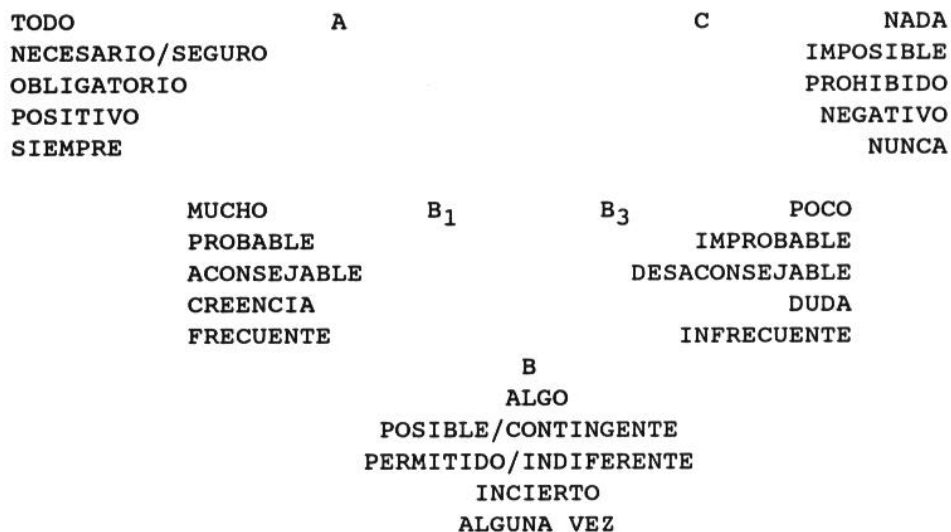 TODO A C NADA
NECESARIO/SEGURO IMPOSIBLE
OBLIGATORIO PROHIBIDO
POSITIVO NEGATIVO
SIEMPRE NUNCA
MUCHO B1 B3 POCO
PROBABLE IMPROBABLE
ACONSEJABLE DESACONSEJABLE
CREENCIA DUDA
FRECUENTE INFRECUENTE
B
ALGO
POSIBLE/CONTINGENTE
PERMITIDO/INDIFERENTE
INCIERTO
ALGUNA VEZ